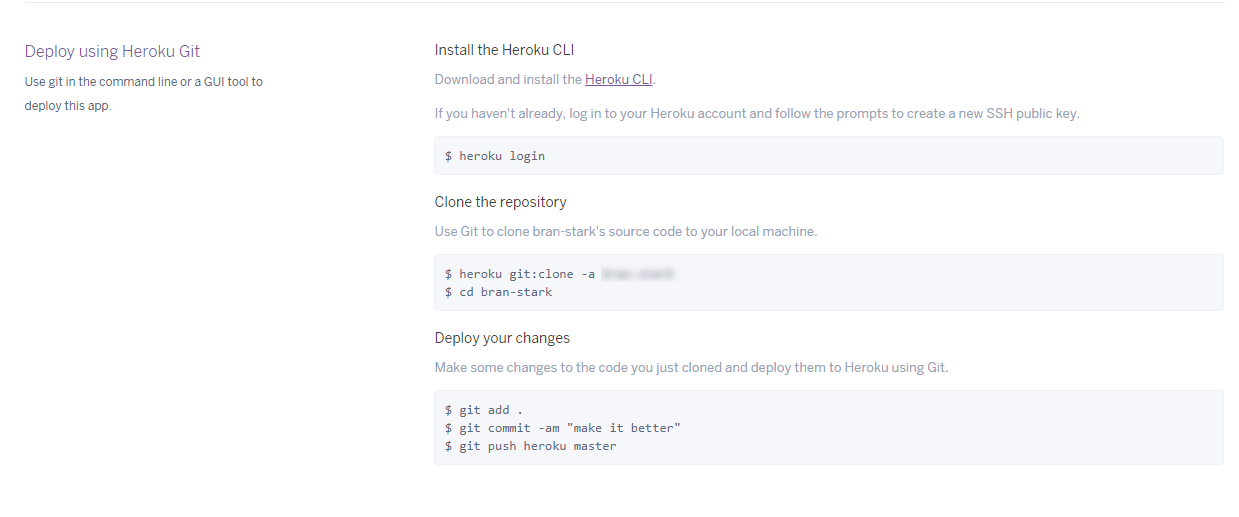 Deploy using Heroku Git
Use git in the command line or a GUI tool to
deploy this app.
Install the Heroku CLI
Download and install the Heroku CLI.
If you haven't already, log in to your Heroku account and follow the prompts to create a new SSH public key.
$ heroku login
Clone the repository
Use Git to clone bran-stark's source code to your local machine.
$ heroku git:clone -a
$ cd bran-stark
Deploy your changes
Make some changes to the code you just cloned and deploy them to Heroku using Git.
$ git add .
$ git commit -am "make it better"
$ git push heroku master